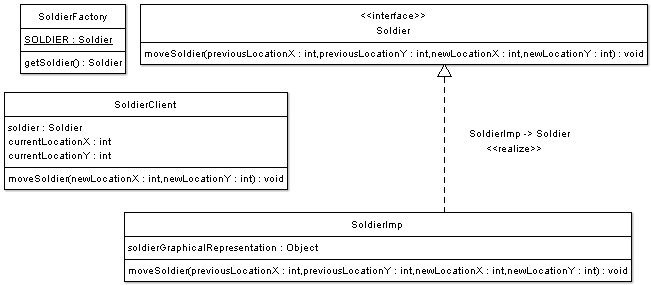 SoldierFactory
SOLDIER : Soldier
getSoldier() : Soldier
<<interface>>
Soldier
moveSoldier(previousLocationX : int,previousLocationY : int,newLocationX : int,newLocationY : int) : void
SoldierClient
soldier : Soldier
currentLocationX : int
currentLocationY : int
moveSoldier(newLocationX : int,newLocationY : int) : void
SoldierImp -> Soldier
<<realize>>
SoldierImp
soldierGraphicalRepresentation : Object
moveSoldier(previousLocationX : int,previousLocationY : int,newLocationX : int,newLocationY : int) : void